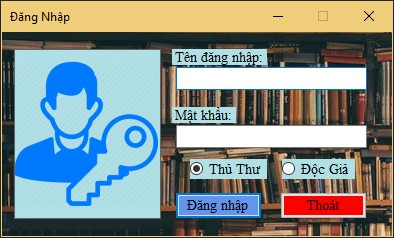 Đăng Nhập
Tên đăng nhập:
Mật khẩu:
Thủ Thư Độc Giả
Đăng nhập Thoát